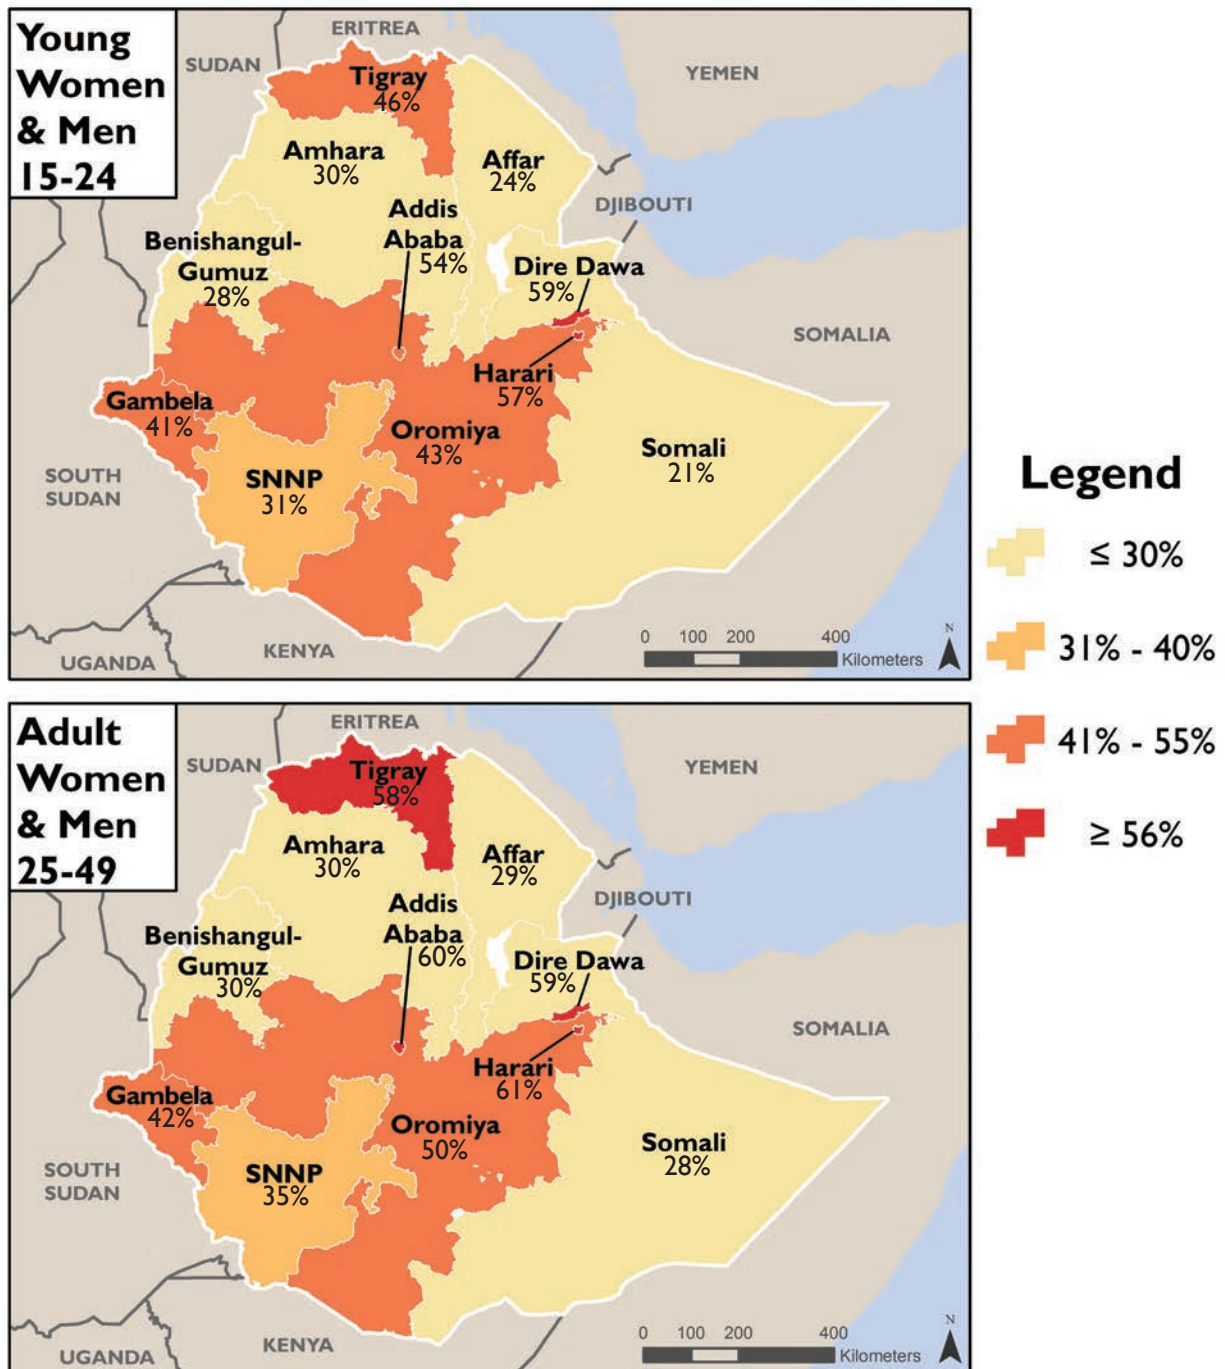 Young
Women
& Men
15-24
ERITREA
SUDAN
YEMEN
Tigray
46%
Amhara
30%
Affar
24%
DJIBOUTI
Addis
Ababa
54%
Benishangul-
Gumuz
28%
Dire Dawa
59%
SOMALIA
Harari
57%
Gambela
41%
Oromiya
43%
Somali
21%
SOUTH
SUDAN
SNNP
31%
UGANDA
KENYA
0 100 200 400
Kilometers
N
Legend
≤ 30%
31% - 40%
41% - 55%
≥ 56%
Adult
Women
& Men
25-49
ERITREA
SUDAN
YEMEN
Tigray
58%
Amhara
30%
Affar
29%
DJIBOUTI
Addis
Ababa
60%
Benishangul-
Gumuz
30%
Dire Dawa
59%
SOMALIA
Harari
61%
Gambela
42%
Oromiya
50%
Somali
28%
SOUTH
SUDAN
SNNP
35%
UGANDA
KENYA
0 100 200 400
Kilometers
N